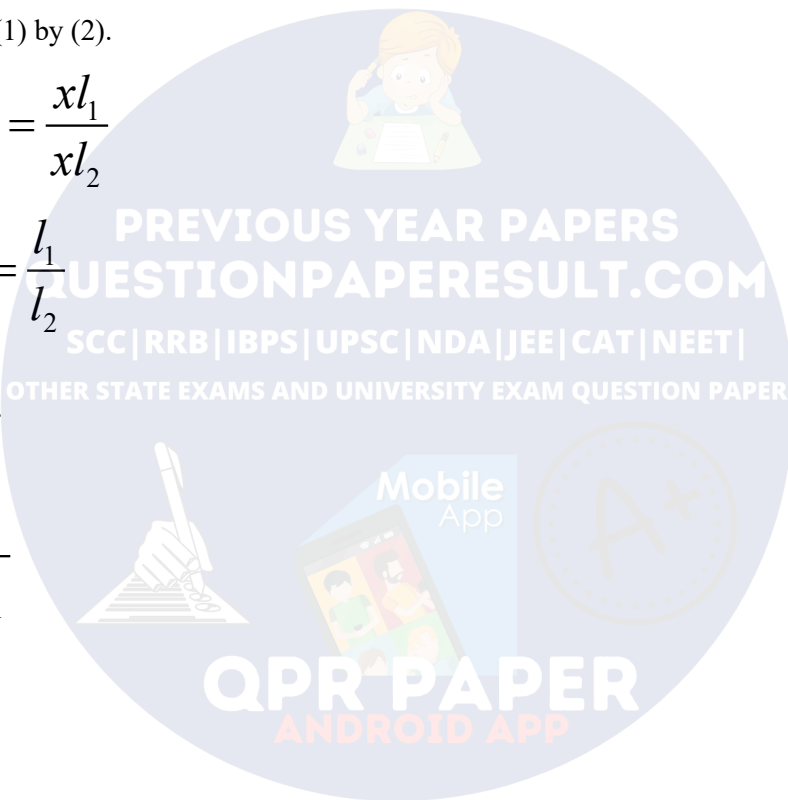 (1) by (2).
= xl₁ / xl₂
= l₁ / l₂
PREVIOUS YEAR PAPERS
QUESTIONPAPERESULT.COM
SCC|RRB|IBPS|UPSC|NDA|JEE|CAT|NEET|
OTHER STATE EXAMS AND UNIVERSITY EXAM QUESTION PAPER
Mobile
App
A+
QPR PAPER
ANDROID APP